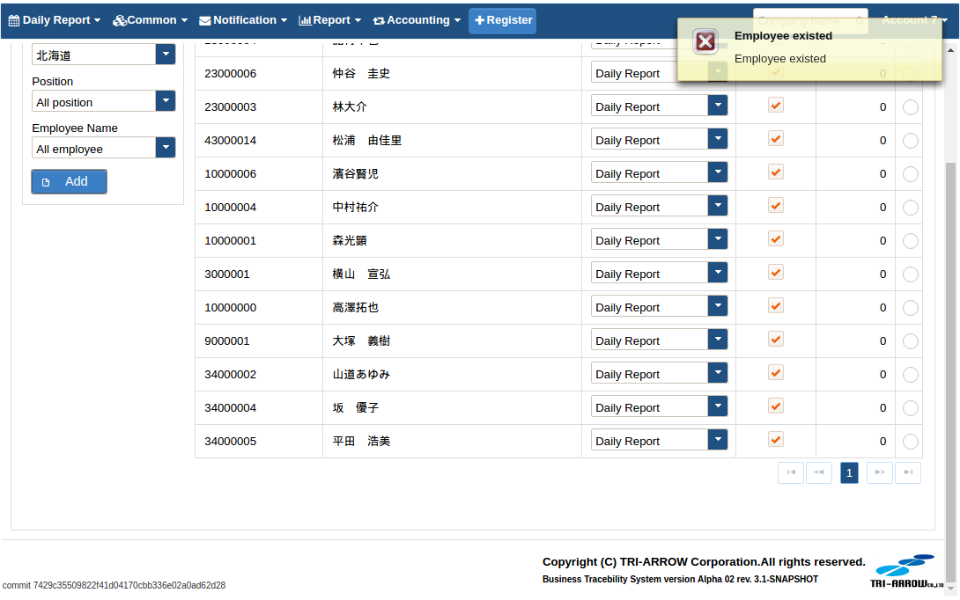 Daily Report Common Notification Report Accounting Register Account 7
Employee existed
Employee existed
北海道
Position
All position
Employee Name
All employee
Add
23000006 仲谷　圭史 Daily Report 0
23000003 林大介 Daily Report 0
43000014 松浦　由佳里 Daily Report 0
10000006 濱谷賢児 Daily Report 0
10000004 中村祐介 Daily Report 0
10000001 森光顕 Daily Report 0
3000001 横山　宣弘 Daily Report 0
10000000 高澤拓也 Daily Report 0
9000001 大塚　義樹 Daily Report 0
34000002 山道あゆみ Daily Report 0
34000004 坂　優子 Daily Report 0
34000005 平田　浩美 Daily Report 0
1
Copyright (C) TRI-ARROW Corporation.All rights reserved.
Business Tracebility System version Alpha 02 rev. 3.1-SNAPSHOT
TRI-ARROW Co.,LTD
commit 7429c35509822f41d04170cbb336e02a0ad62d28